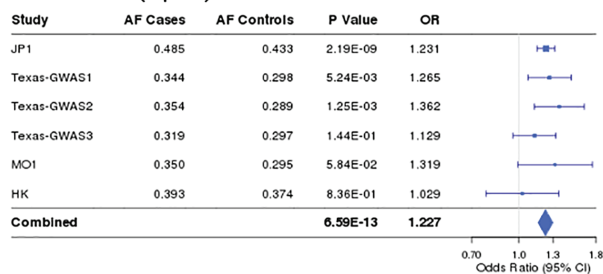 Study AF Cases AF Controls P Value OR
JP1 0.485 0.433 2.19E-09 1.231
Texas-GWAS1 0.344 0.298 5.24E-03 1.265
Texas-GWAS2 0.354 0.289 1.25E-03 1.362
Texas-GWAS3 0.319 0.297 1.44E-01 1.129
MO1 0.350 0.295 5.84E-02 1.319
HK 0.393 0.374 8.36E-01 1.029
Combined 6.59E-13 1.227
0.70 1.0 1.3 1.8
Odds Ratio (95% CI)